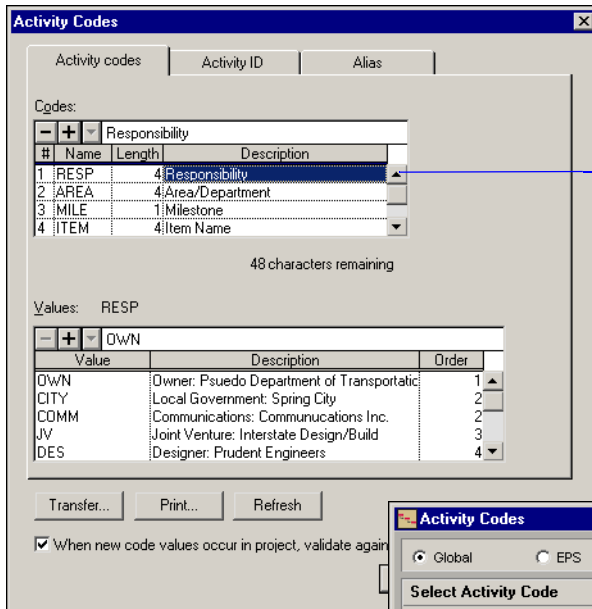 Activity Codes
Activity codes Activity ID Alias
Codes:
Responsibility
# Name Length Description
1 RESP 4 Responsibility
2 AREA 4 Area/Department
3 MILE 1 Milestone
4 ITEM 4 Item Name
48 characters remaining
Values: RESP
OWN
Value Description Order
OWN Owner: Psuedo Department of Transportatic 1
CITY Local Government: Spring City 2
COMM Communications: Communucations Inc. 2
JV Joint Venture: Interstate Design/Build 3
DES Designer: Prudent Engineers 4
Transfer... Print... Refresh
When new code values occur in project, validate again
Activity Codes
Global EPS
Select Activity Code